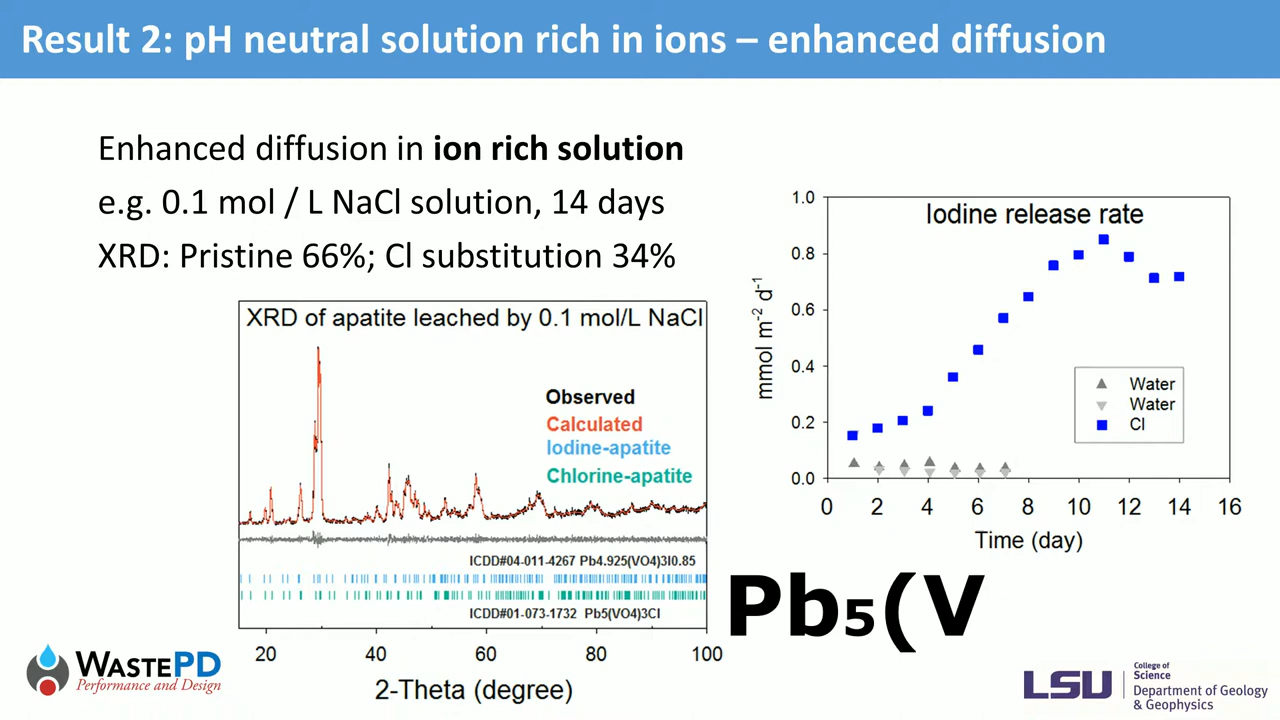 Result 2: pH neutral solution rich in ions – enhanced diffusion
Enhanced diffusion in ion rich solution
e.g. 0.1 mol / L NaCl solution, 14 days
XRD: Pristine 66%; Cl substitution 34%
XRD of apatite leached by 0.1 mol/L NaCl
Observed
Calculated
Iodine-apatite
Chlorine-apatite
ICDD#04-011-4267 Pb4.925(VO4)3I0.85
ICDD#01-073-1732 Pb5(VO4)3Cl
20 40 60 80 100
2-Theta (degree)
Iodine release rate
mmol m-2 d-1
1.0
0.8
0.6
0.4
0.2
0.0
Water
Water
Cl
0 2 4 6 8 10 12 14 16
Time (day)
Pb5(V
WastePD
Performance and Design
LSU
College of
Science
Department of Geology
& Geophysics